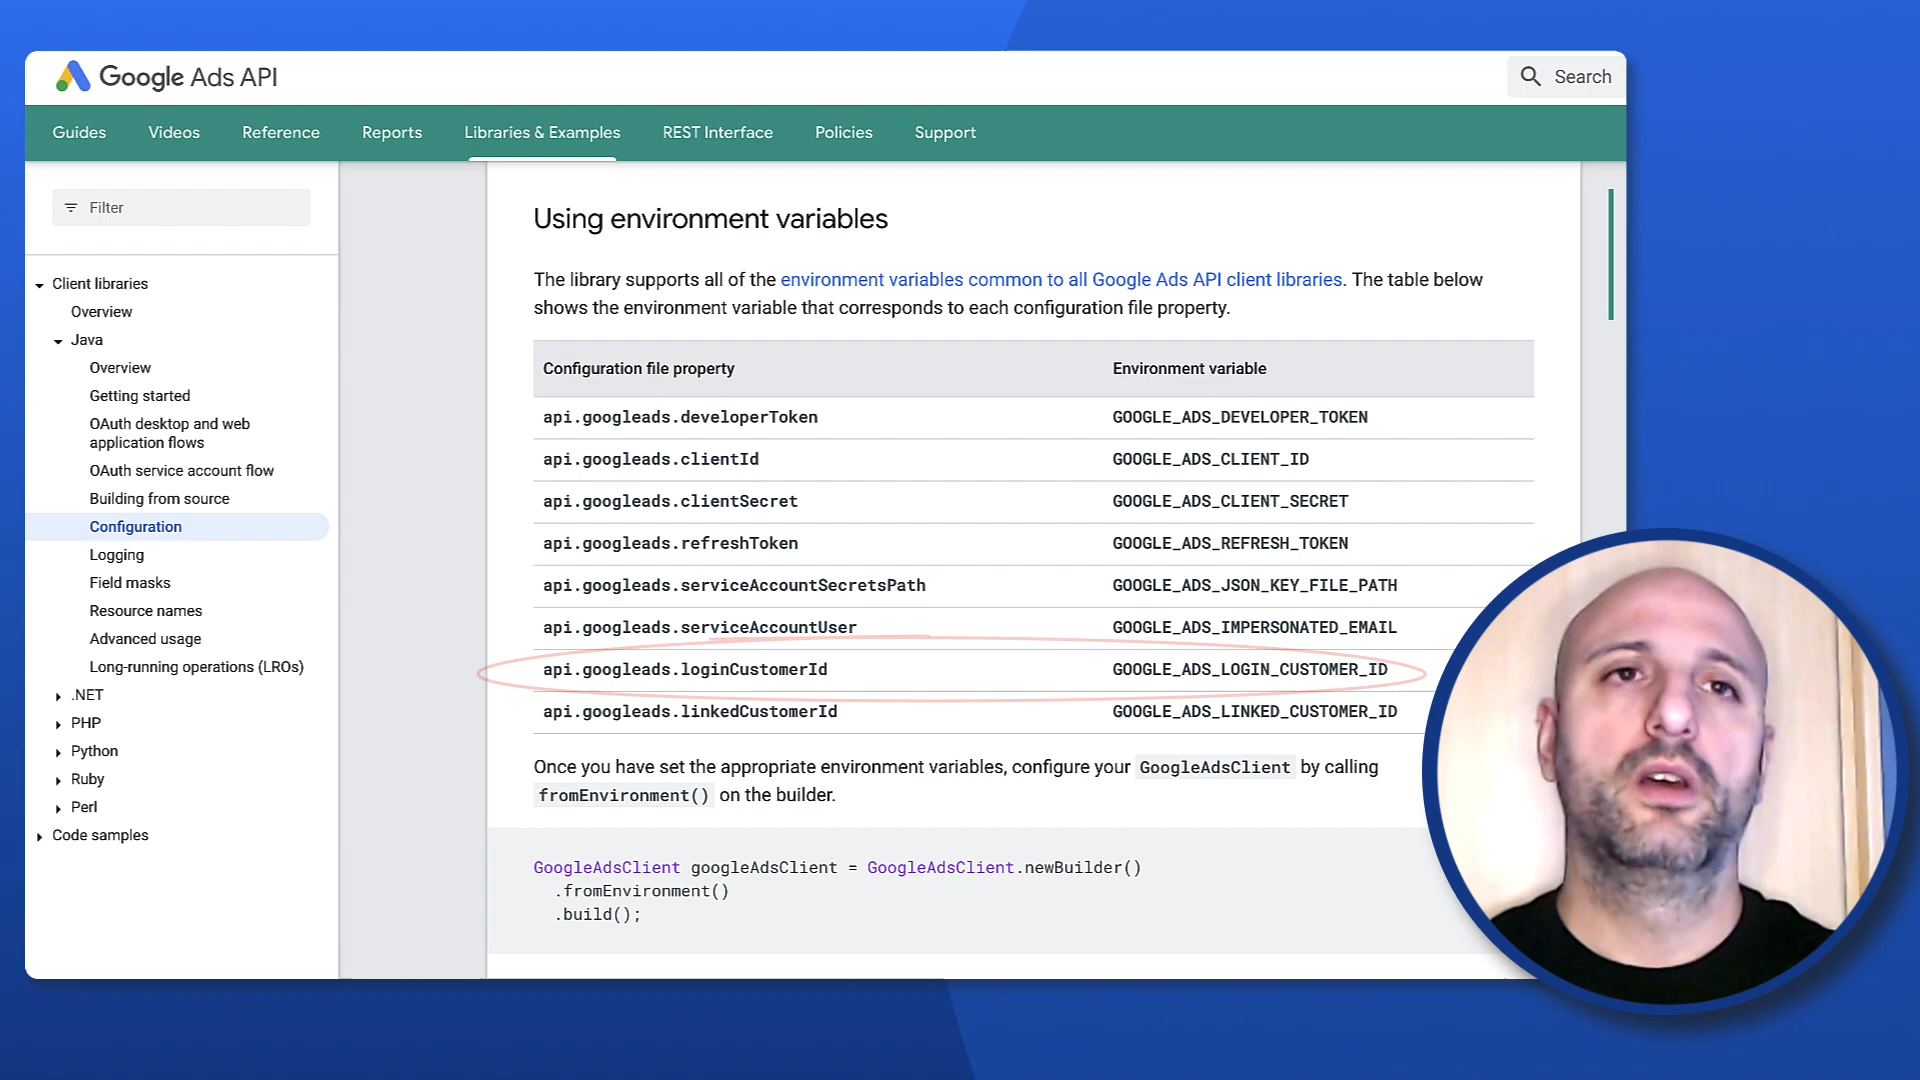 Google Ads API
Search
Guides
Videos
Reference
Reports
Libraries & Examples
REST Interface
Policies
Support
Filter
Client libraries
Overview
Java
Overview
Getting started
OAuth desktop and web
application flows
OAuth service account flow
Building from source
Configuration
Logging
Field masks
Resource names
Advanced usage
Long-running operations (LROs)
.NET
PHP
Python
Ruby
Perl
Code samples
Using environment variables
The library supports all of the environment variables common to all Google Ads API client libraries. The table below
shows the environment variable that corresponds to each configuration file property.
Configuration file property Environment variable
api.googleads.developerToken GOOGLE_ADS_DEVELOPER_TOKEN
api.googleads.clientId GOOGLE_ADS_CLIENT_ID
api.googleads.clientSecret GOOGLE_ADS_CLIENT_SECRET
api.googleads.refreshToken GOOGLE_ADS_REFRESH_TOKEN
api.googleads.serviceAccountSecretsPath GOOGLE_ADS_JSON_KEY_FILE_PATH
api.googleads.serviceAccountUser GOOGLE_ADS_IMPERSONATED_EMAIL
api.googleads.loginCustomerId GOOGLE_ADS_LOGIN_CUSTOMER_ID
api.googleads.linkedCustomerId GOOGLE_ADS_LINKED_CUSTOMER_ID
Once you have set the appropriate environment variables, configure your GoogleAdsClient by calling
fromEnvironment() on the builder.
GoogleAdsClient googleAdsClient = GoogleAdsClient.newBuilder()
.fromEnvironment()
.build();